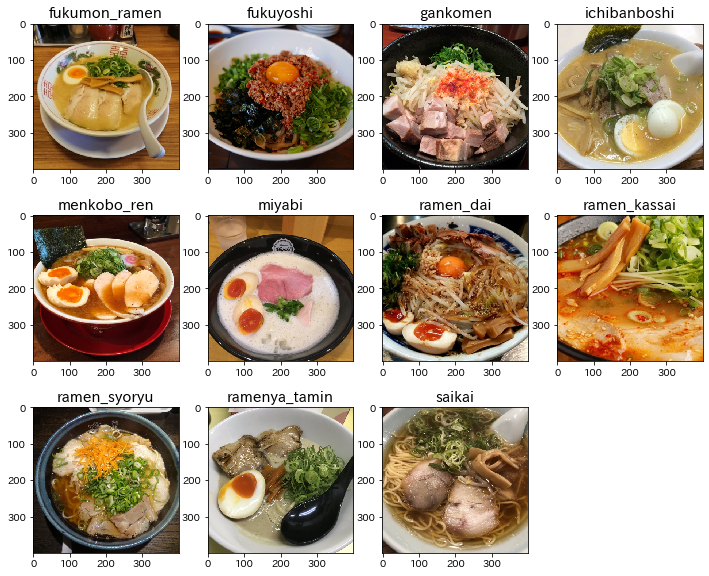 fukumon_ramen fukuyoshi gankomen ichibanboshi
0 0 0 0
100 100 100 100
200 200 200 200
300 300 300 300
0 100 200 300 0 100 200 300 0 100 200 300 0 100 200 300
menkobo_ren miyabi ramen_dai ramen_kassai
0 0 0 0
100 100 100 100
200 200 200 200
300 300 300 300
0 100 200 300 0 100 200 300 0 100 200 300 0 100 200 300
ramen_syoryu ramenya_tamin saikai
0 0 0
100 100 100
200 200 200
300 300 300
0 100 200 300 0 100 200 300 0 100 200 300